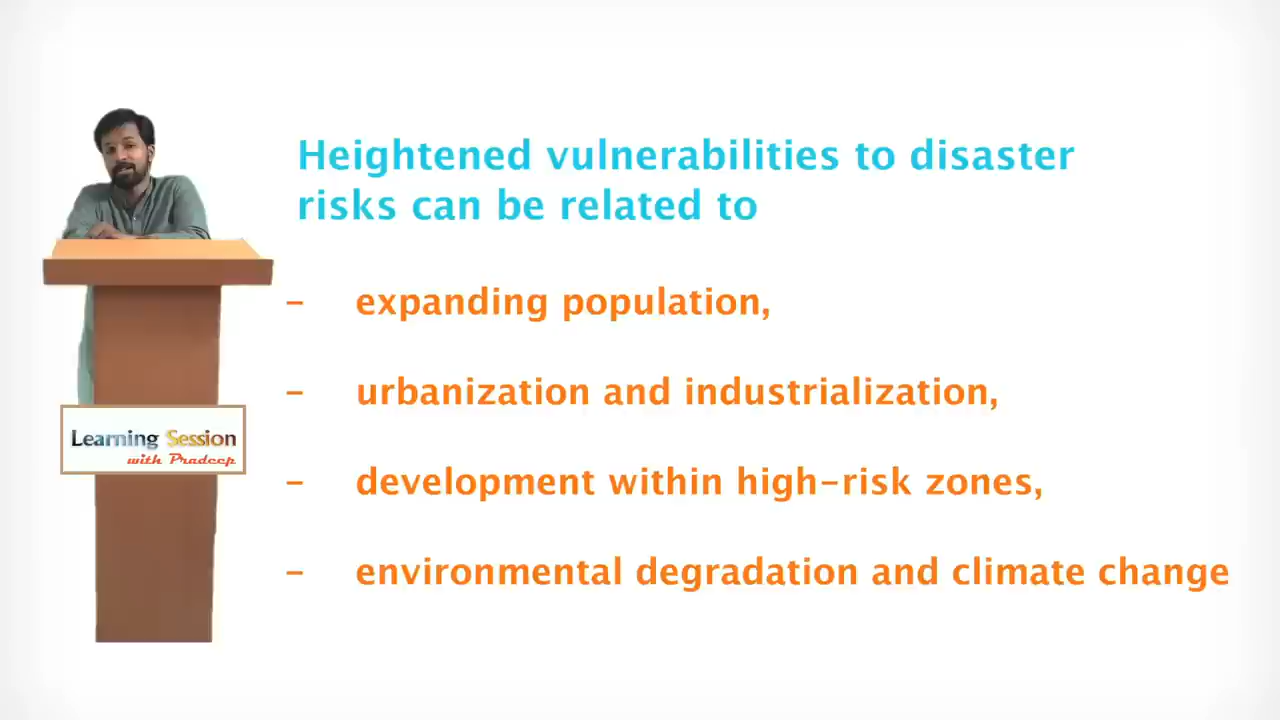 Heightened vulnerabilities to disaster
risks can be related to
- expanding population,
- urbanization and industrialization,
- development within high-risk zones,
- environmental degradation and climate change
Learning Session
with Pradeep